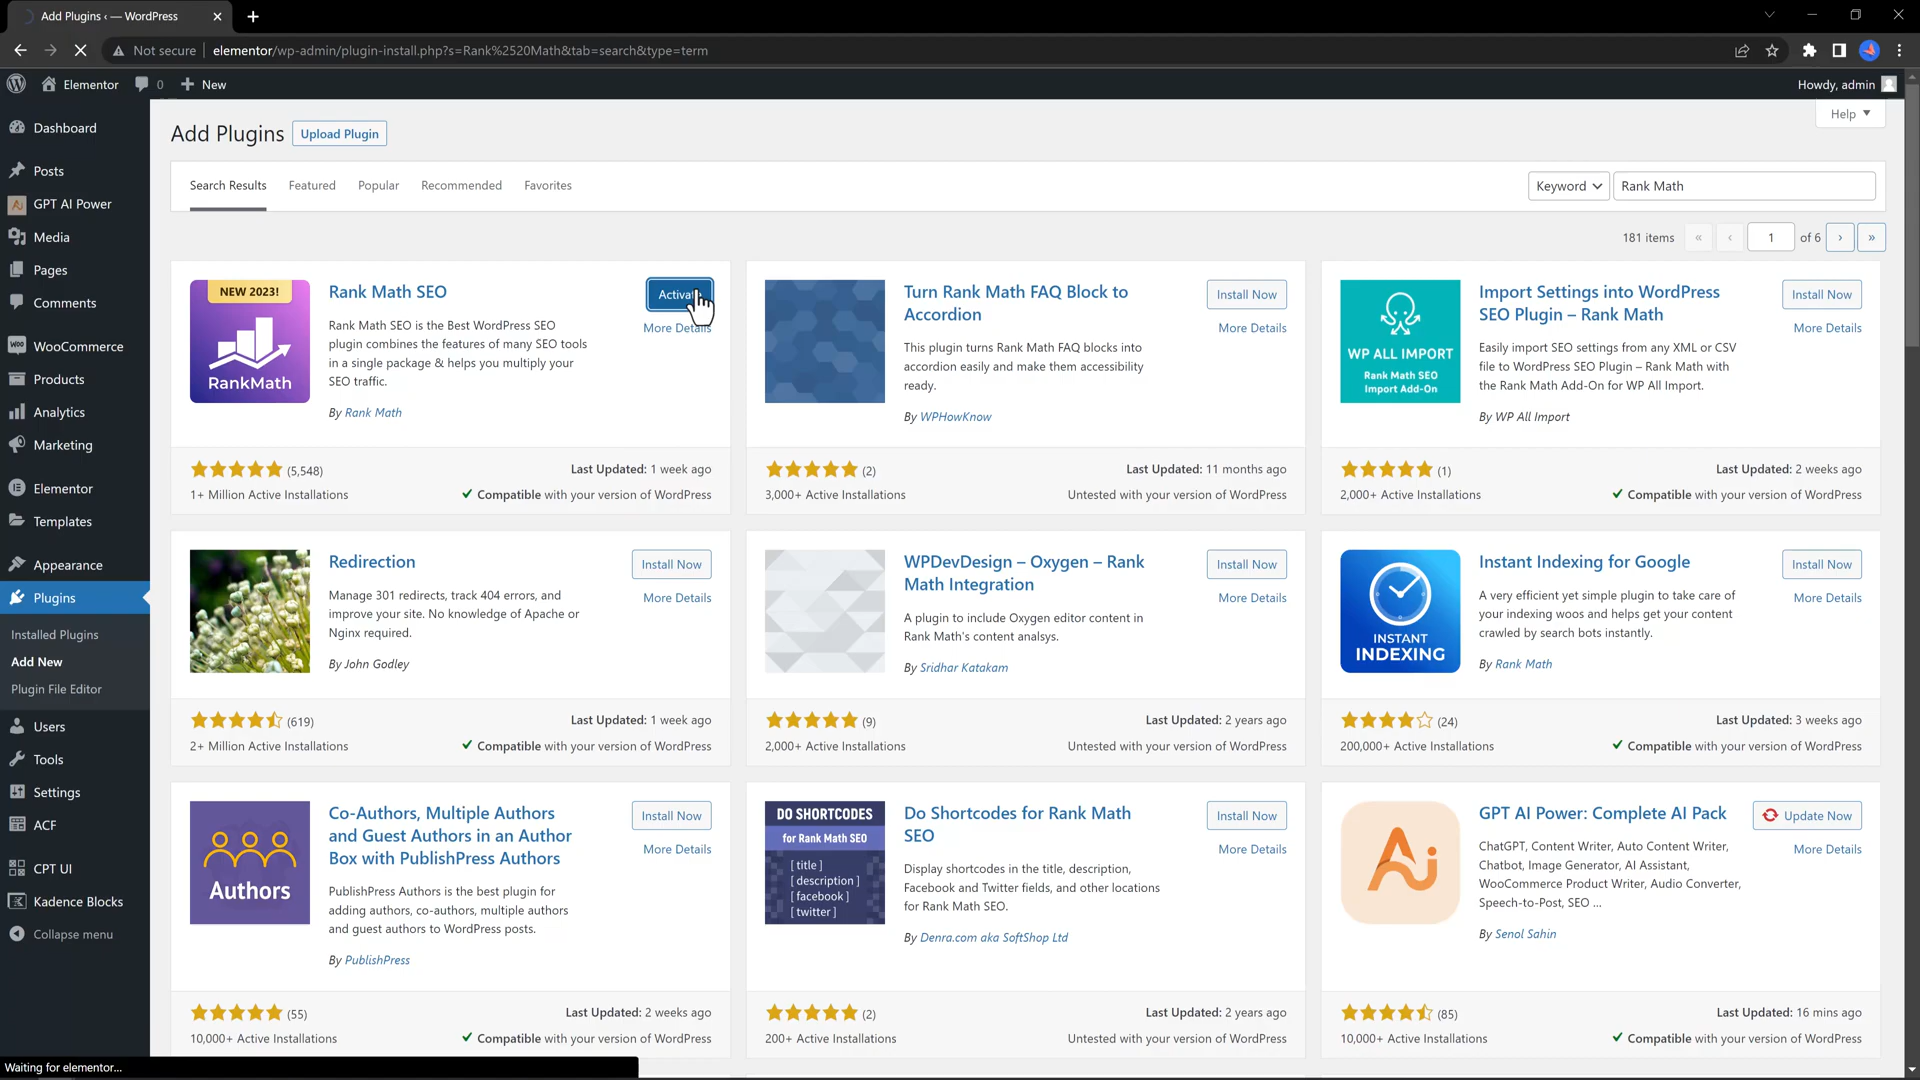 Add Plugins ‹ — WordPress
Not secure
elementor/wp-admin/plugin-install.php?s=Rank%2520Math&tab=search&type=term
Elementor
0
New
Howdy, admin
Dashboard
Posts
GPT AI Power
Media
Pages
Comments
WooCommerce
Products
Analytics
Marketing
Elementor
Templates
Appearance
Plugins
Installed Plugins
Add New
Plugin File Editor
Users
Tools
Settings
ACF
CPT UI
Kadence Blocks
Collapse menu
Add Plugins
Upload Plugin
Help
Search Results
Featured
Popular
Recommended
Favorites
Keyword
Rank Math
181 items
«
‹
1
of 6
›
»
NEW 2023!
RankMath
Rank Math SEO
Activate
More Details
Rank Math SEO is the Best WordPress SEO
plugin combines the features of many SEO tools
in a single package & helps you multiply your
SEO traffic.
By Rank Math
(5,548)
Last Updated: 1 week ago
1+ Million Active Installations
Compatible with your version of WordPress
Turn Rank Math FAQ Block to
Accordion
Install Now
More Details
This plugin turns Rank Math FAQ blocks into
accordion easily and make them accessibility
ready.
By WPHowKnow
(2)
Last Updated: 11 months ago
3,000+ Active Installations
Untested with your version of WordPress
WP ALL IMPORT
Rank Math SEO
Import Add-On
Import Settings into WordPress
SEO Plugin – Rank Math
Install Now
More Details
Easily import SEO settings from any XML or CSV
file to WordPress SEO Plugin – Rank Math with
the Rank Math Add-On for WP All Import.
By WP All Import
(1)
Last Updated: 2 weeks ago
2,000+ Active Installations
Compatible with your version of WordPress
Redirection
Install Now
More Details
Manage 301 redirects, track 404 errors, and
improve your site. No knowledge of Apache or
Nginx required.
By John Godley
(619)
Last Updated: 1 week ago
2+ Million Active Installations
Compatible with your version of WordPress
WPDevDesign – Oxygen – Rank
Math Integration
Install Now
More Details
A plugin to include Oxygen editor content in
Rank Math's content analsys.
By Sridhar Katakam
(9)
Last Updated: 2 years ago
2,000+ Active Installations
Untested with your version of WordPress
INSTANT
INDEXING
Instant Indexing for Google
Install Now
More Details
A very efficient yet simple plugin to take care of
your indexing woos and helps get your content
crawled by search bots instantly.
By Rank Math
(24)
Last Updated: 3 weeks ago
200,000+ Active Installations
Compatible with your version of WordPress
Authors
Co-Authors, Multiple Authors
and Guest Authors in an Author
Box with PublishPress Authors
Install Now
More Details
PublishPress Authors is the best plugin for
adding authors, co-authors, multiple authors
and guest authors to WordPress posts.
By PublishPress
(55)
Last Updated: 2 weeks ago
10,000+ Active Installations
Compatible with your version of WordPress
DO SHORTCODES
for Rank Math SEO
[ title ]
[ description ]
[ facebook ]
[ twitter ]
Do Shortcodes for Rank Math
SEO
Install Now
More Details
Display shortcodes in the title, description,
Facebook and Twitter fields, and other locations
for Rank Math SEO.
By Denra.com aka SoftShop Ltd
(2)
Last Updated: 2 years ago
200+ Active Installations
Untested with your version of WordPress
Ai
GPT AI Power: Complete AI Pack
Update Now
More Details
ChatGPT, Content Writer, Auto Content Writer,
Chatbot, Image Generator, AI Assistant,
WooCommerce Product Writer, Audio Converter,
Speech-to-Post, SEO ...
By Senol Sahin
(85)
Last Updated: 16 mins ago
10,000+ Active Installations
Compatible with your version of WordPress
Waiting for elementor...